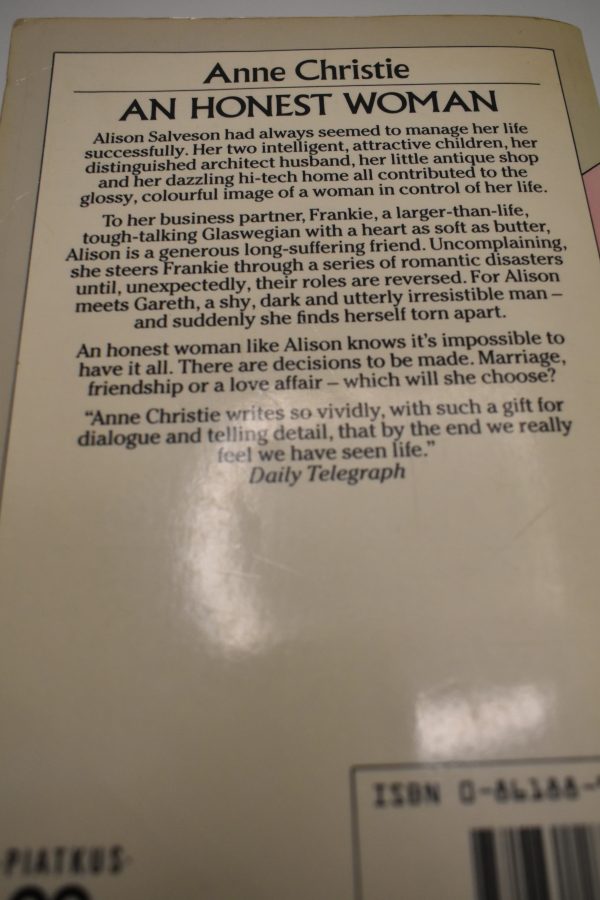 Anne Christie
AN HONEST WOMAN
Alison Salveson had always seemed to manage her life
successfully. Her two intelligent, attractive children, her
distinguished architect husband, her little antique shop
and her dazzling hi-tech home all contributed to the
glossy, colourful image of a woman in control of her life.
To her business partner, Frankie, a larger-than-life,
tough-talking Glaswegian with a heart as soft as butter,
Alison is a generous long-suffering friend. Uncomplaining,
she steers Frankie through a series of romantic disasters
until, unexpectedly, their roles are reversed. For Alison
meets Gareth, a shy, dark and utterly irresistible man –
and suddenly she finds herself torn apart.
An honest woman like Alison knows it's impossible to
have it all. There are decisions to be made. Marriage,
friendship or a love affair – which will she choose?
“Anne Christie writes so vividly, with such a gift for
dialogue and telling detail, that by the end we really
feel we have seen life.”
Daily Telegraph
ISBN 0-86188-
·PIATKUS·